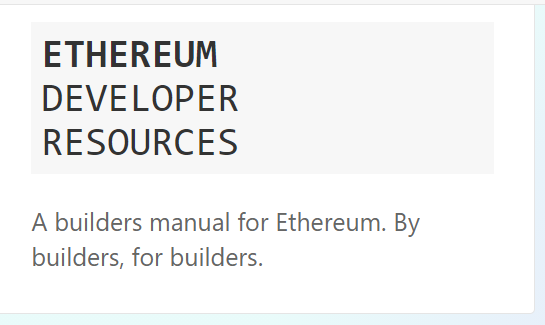 ETHEREUM
DEVELOPER
RESOURCES
A builders manual for Ethereum. By
builders, for builders.